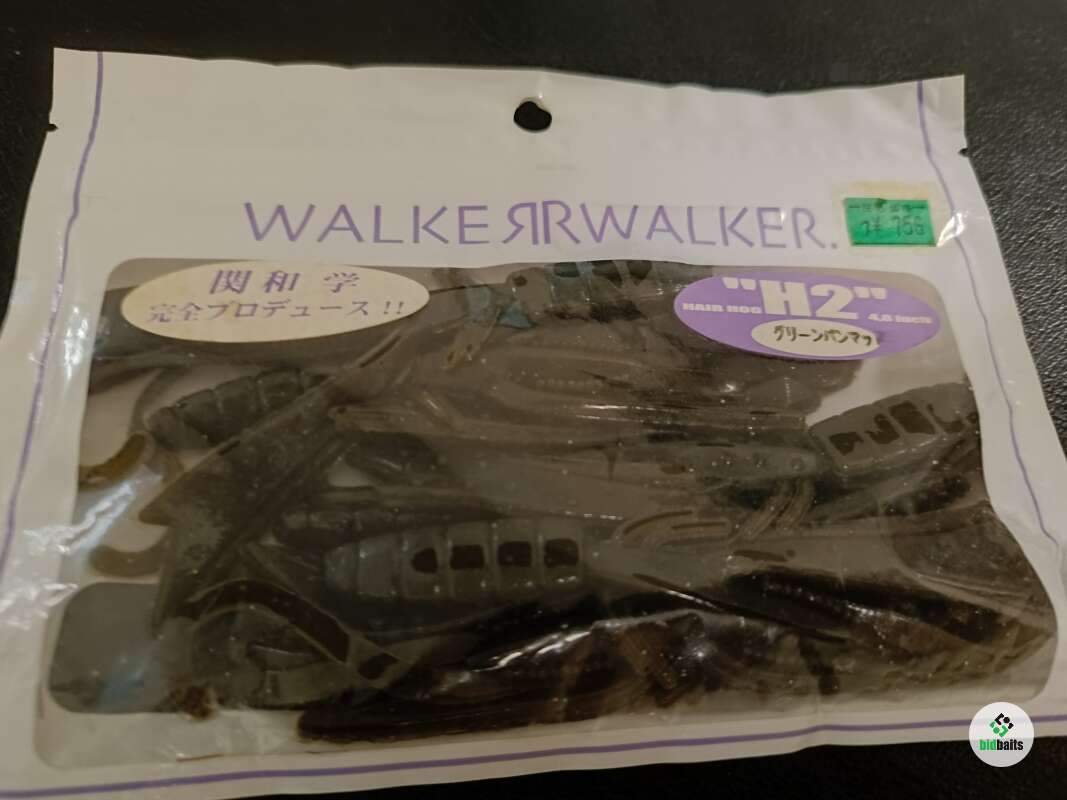 WALKEЯRWALKER.
関和 学
完全プロデュース!!
"H2"
HAIR HOG
4.8 inch
グリーンパンプキン
bidbaits